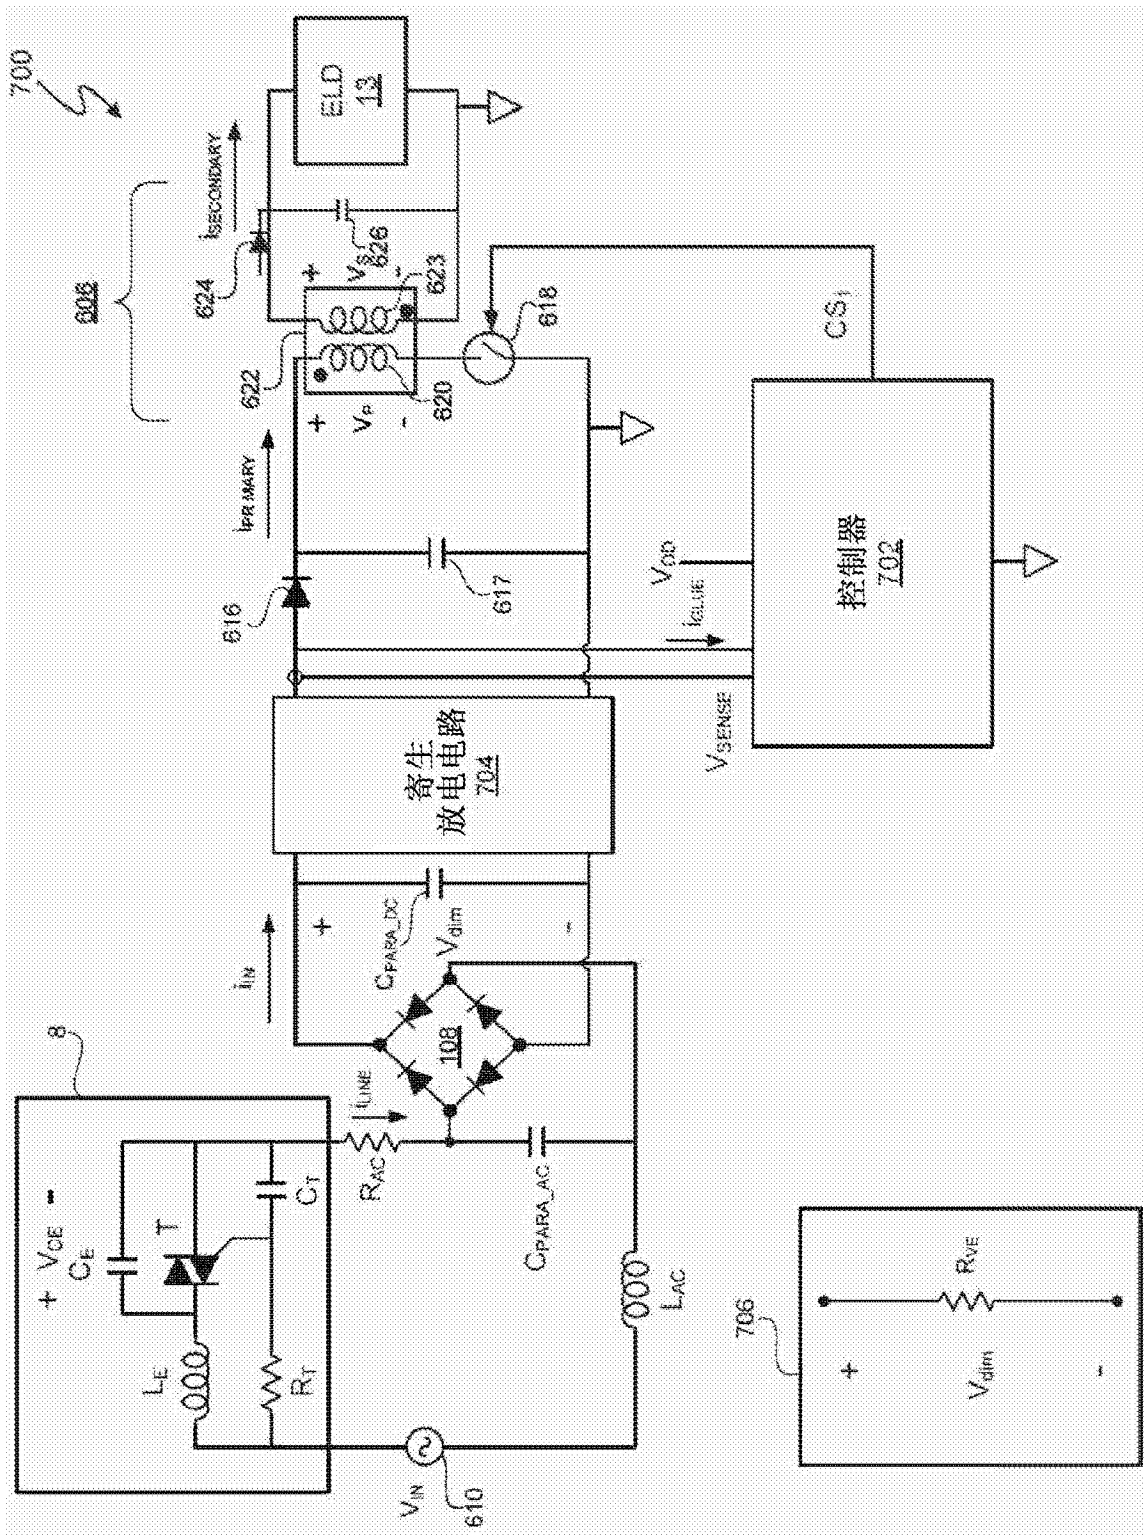 700
606
8
+ V_CE -
C_E
T
L_E
R_T
C_T
V_IN
610
R_AC
i_LINE
C_PARA_AC
L_AC
108
i_IN
+
C_PARA_DC
V_dim
-
寄生
放电电路
704
616
617
i_PRIMARY
622
+
V_P
-
620
624
i_SECONDARY
+
V_S
-
626
623
618
ELD
13
V_SENSE
i_GLUE
V_DD
控制器
702
CS_1
706
+
V_dim
-
R_VE